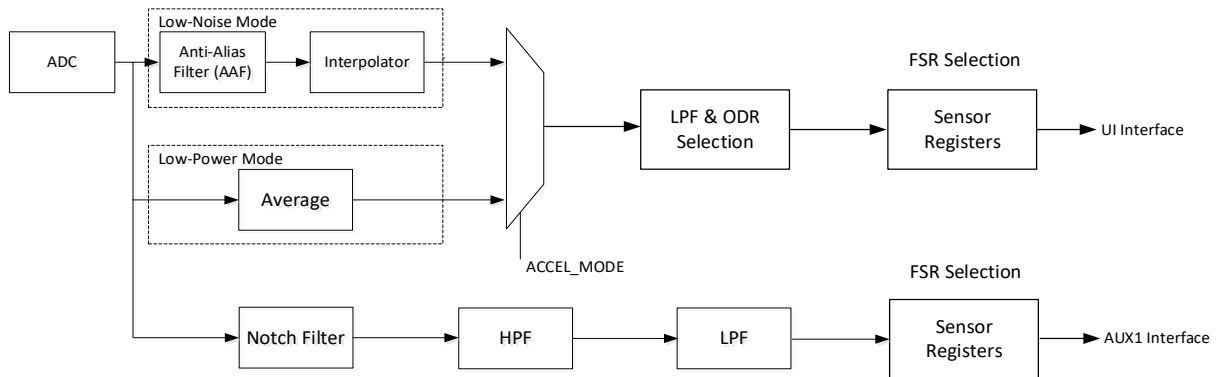 Low-Noise Mode
ADC
Anti-Alias
Filter (AAF)
Interpolator
FSR Selection
LPF & ODR
Selection
Sensor
Registers
UI Interface
Low-Power Mode
Average
ACCEL_MODE
FSR Selection
Notch Filter
HPF
LPF
Sensor
Registers
AUX1 Interface